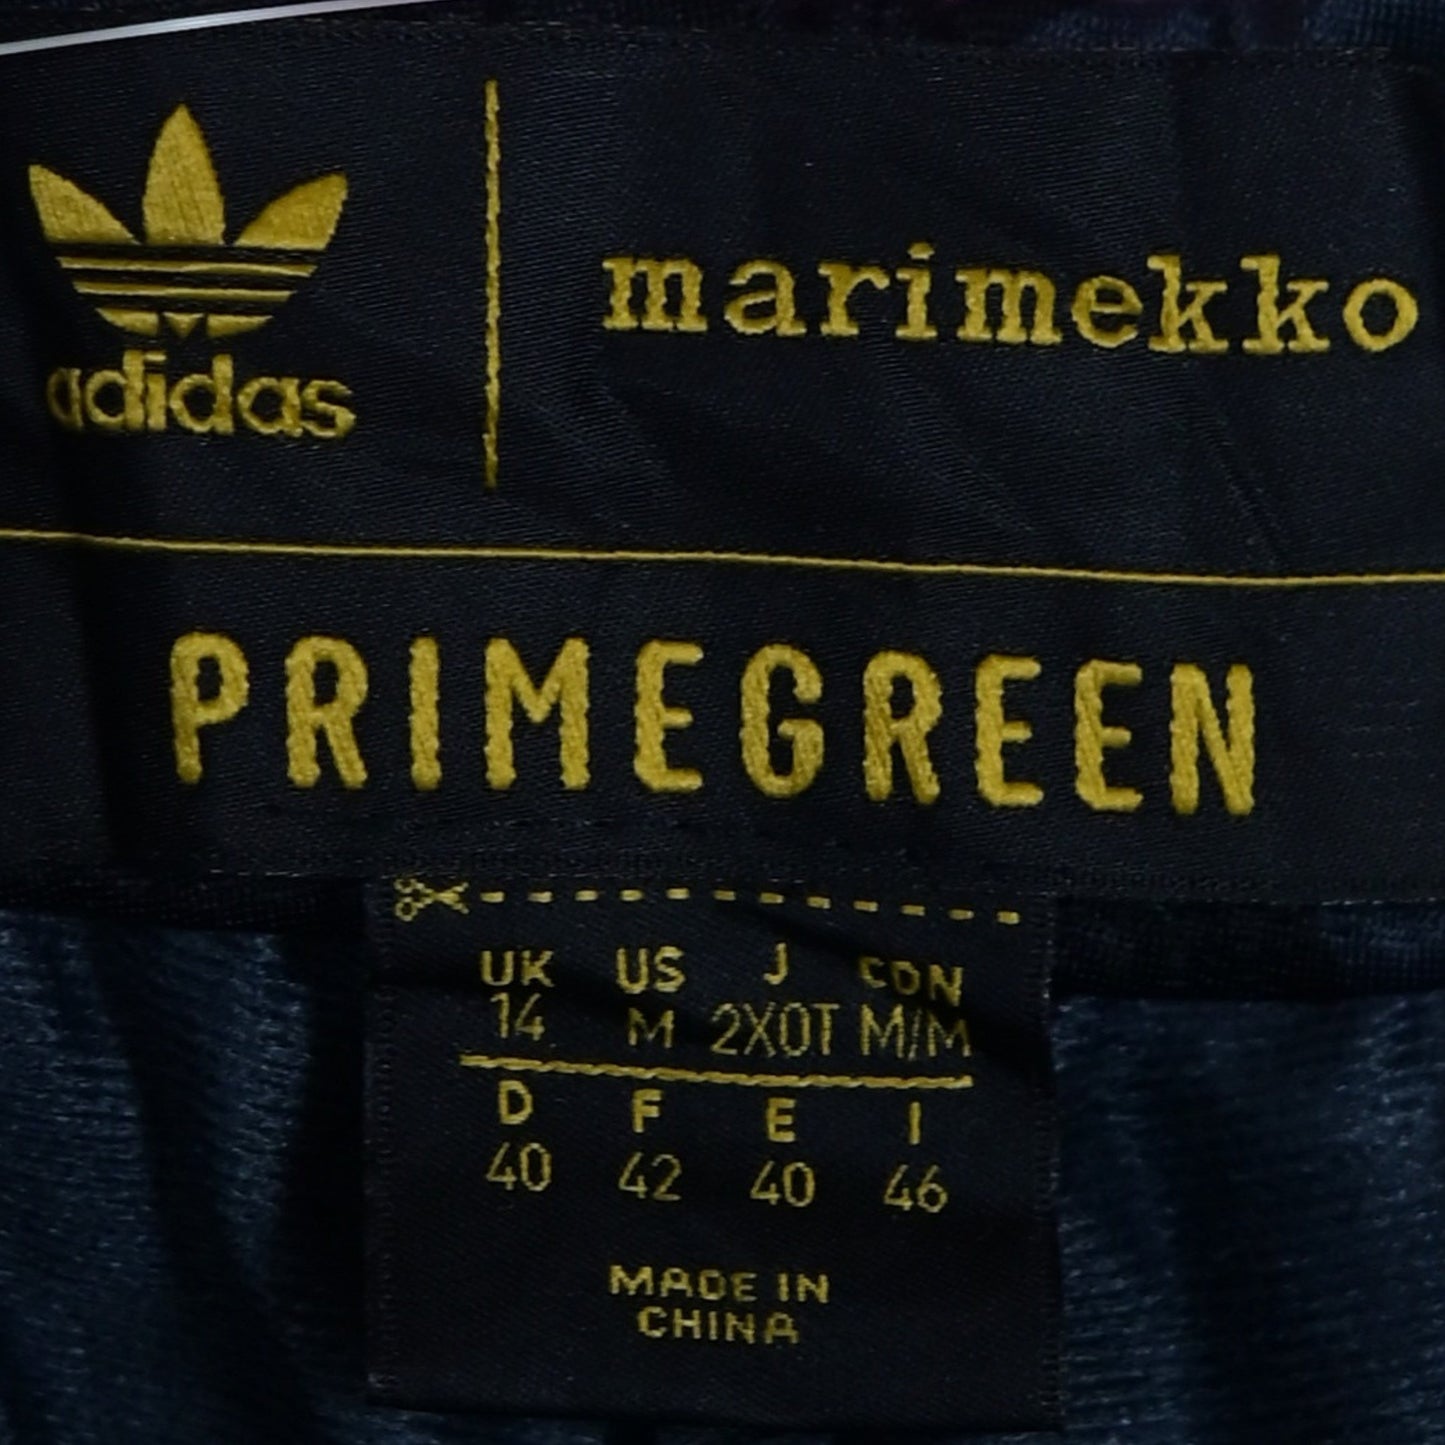 adidas marimekko
PRIMEGREEN
UK US J CDN
14 M 2XOT M/M
D F E I
40 42 40 46
MADE IN
CHINA